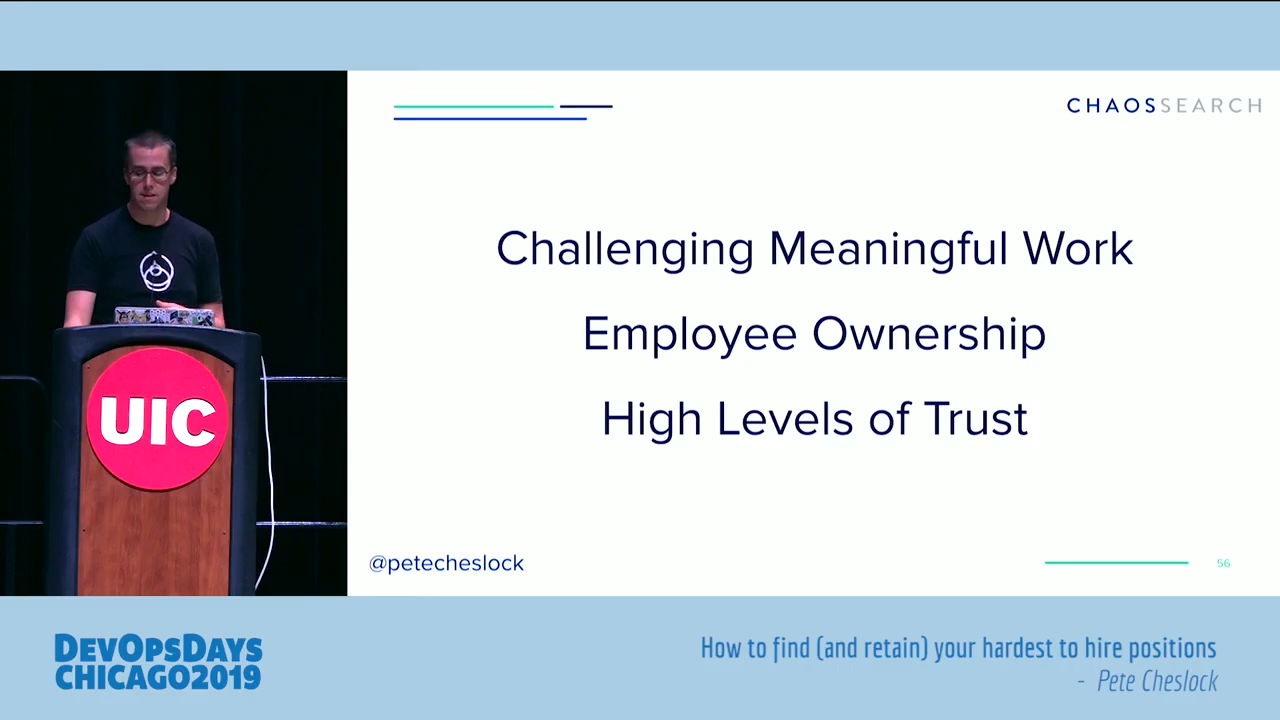 CHAOSSEARCH
Challenging Meaningful Work
Employee Ownership
High Levels of Trust
@petecheslock
56
UIC
DEVOPSDAYS
CHICAGO2019
How to find (and retain) your hardest to hire positions
- Pete Cheslock